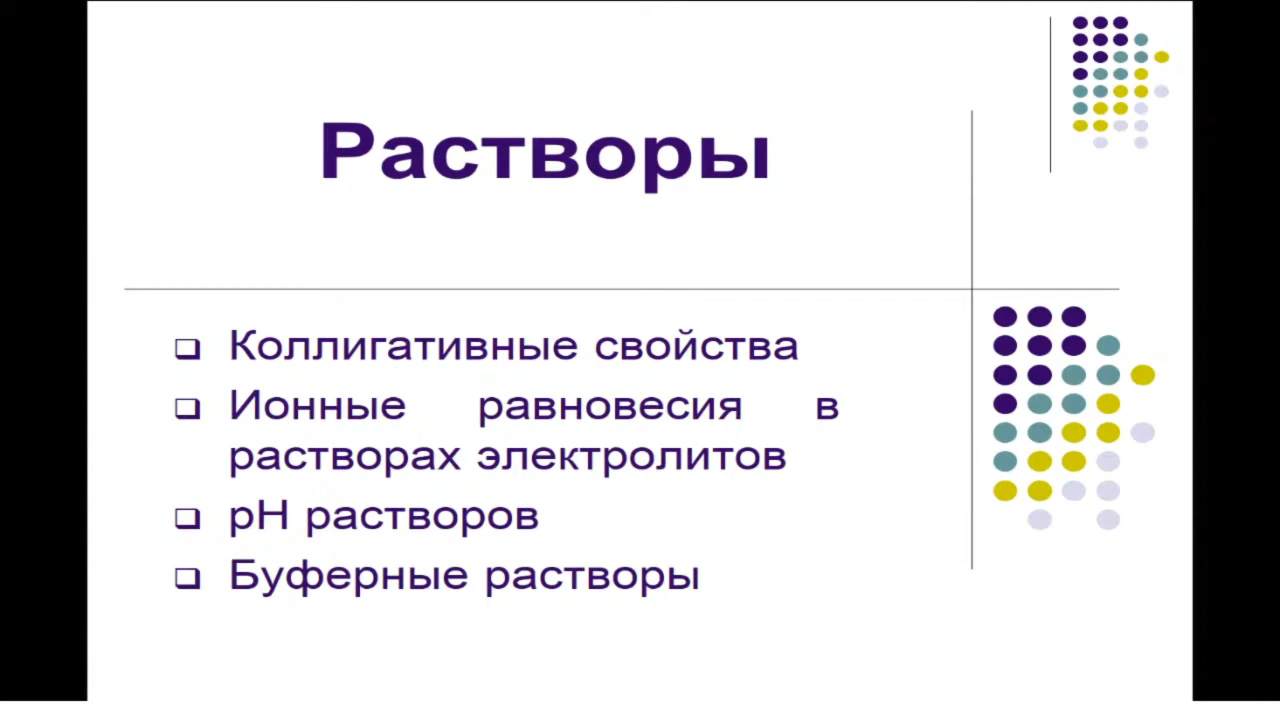 Растворы
Коллигативные свойства
Ионные равновесия в
растворах электролитов
pH растворов
Буферные растворы